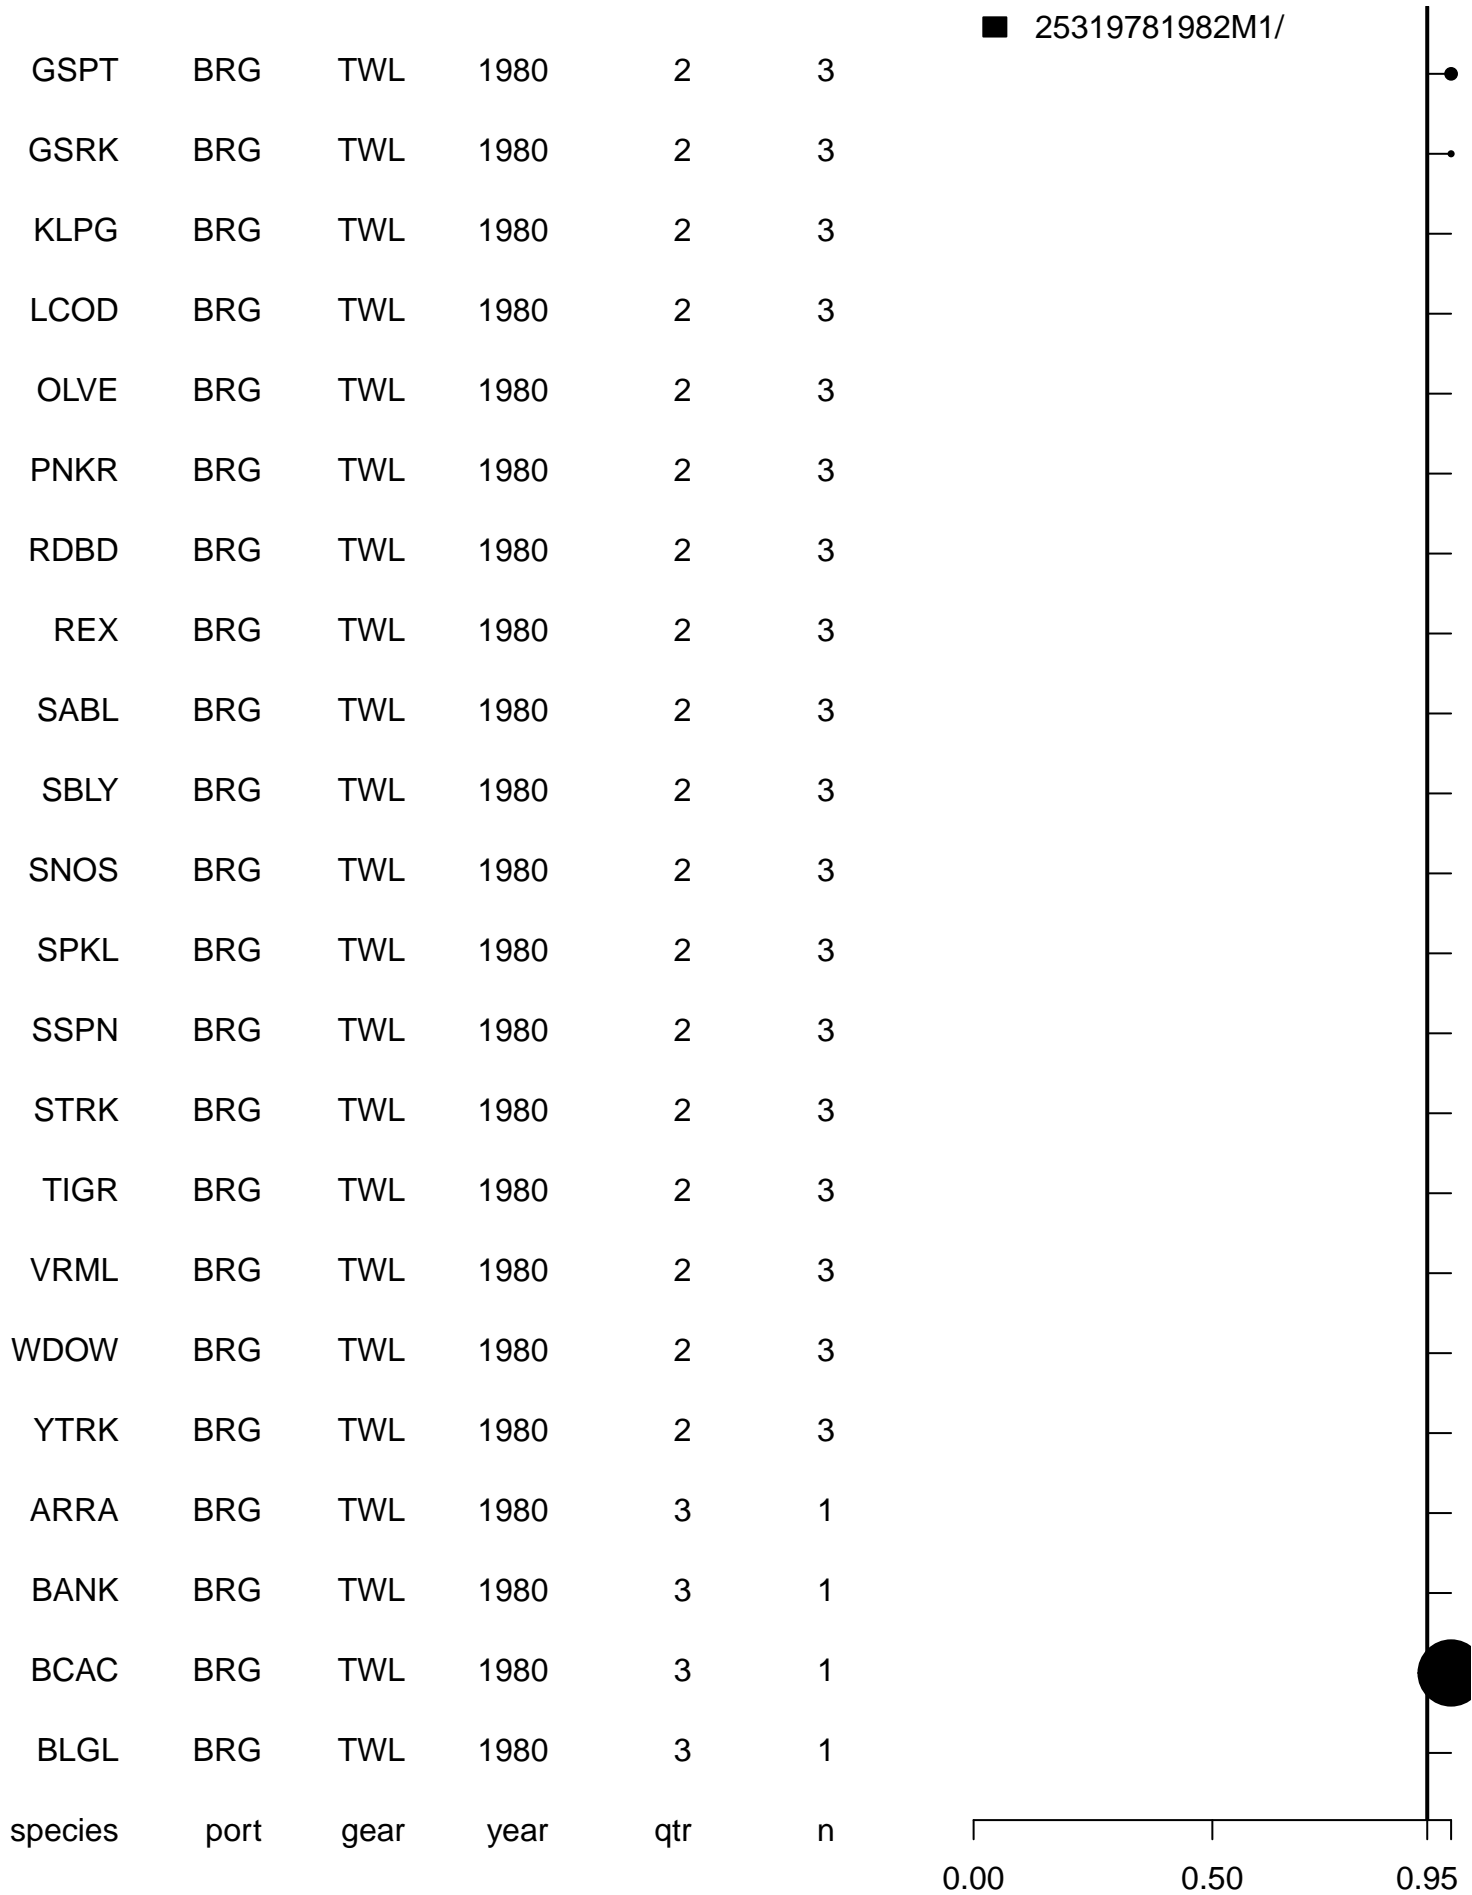 25319781982M1/
GSPT BRG TWL 1980 2 3
GSRK BRG TWL 1980 2 3
KLPG BRG TWL 1980 2 3
LCOD BRG TWL 1980 2 3
OLVE BRG TWL 1980 2 3
PNKR BRG TWL 1980 2 3
RDBD BRG TWL 1980 2 3
REX BRG TWL 1980 2 3
SABL BRG TWL 1980 2 3
SBLY BRG TWL 1980 2 3
SNOS BRG TWL 1980 2 3
SPKL BRG TWL 1980 2 3
SSPN BRG TWL 1980 2 3
STRK BRG TWL 1980 2 3
TIGR BRG TWL 1980 2 3
VRML BRG TWL 1980 2 3
WDOW BRG TWL 1980 2 3
YTRK BRG TWL 1980 2 3
ARRA BRG TWL 1980 3 1
BANK BRG TWL 1980 3 1
BCAC BRG TWL 1980 3 1
BLGL BRG TWL 1980 3 1
species port gear year qtr n
0.00 0.50 0.95